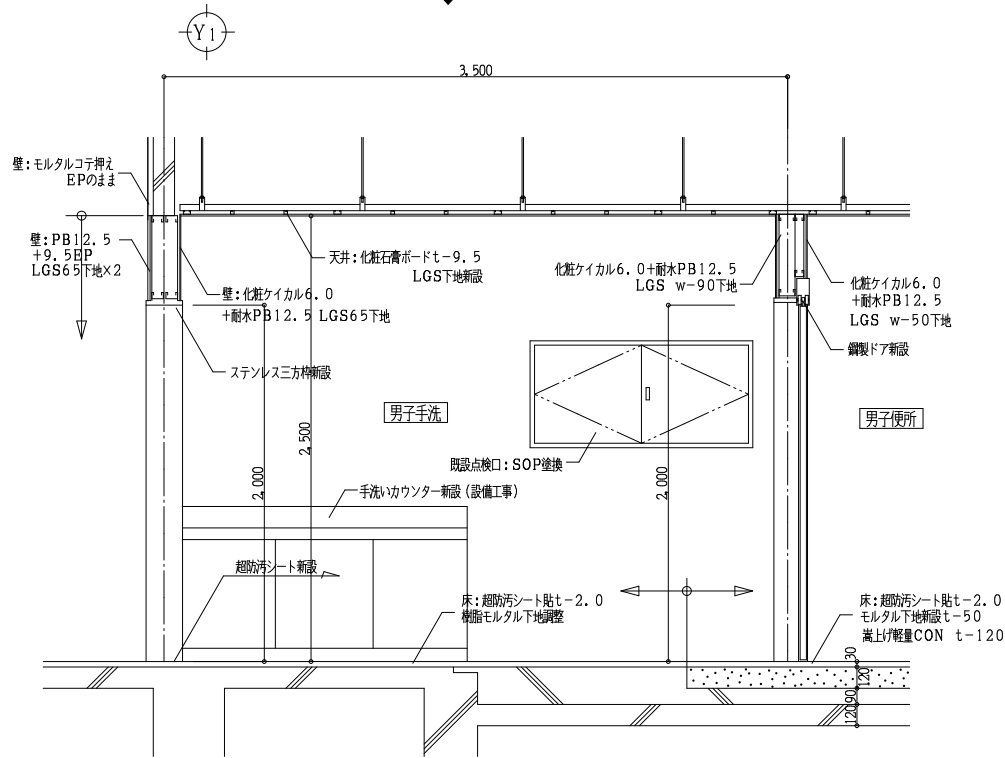 Y1
3,500
壁:モルタルコテ押え
EPのまま
壁:PB12.5
+9.5EP
LGS65下地×2
天井:化粧石膏ボードt-9.5
LGS下地新設
壁:化粧ケイカル6.0
+耐水PB12.5 LGS65下地
化粧ケイカル6.0+耐水PB12.5
LGS w-90下地
化粧ケイカル6.0
+耐水PB12.5
LGS w-50下地
鋼製ドア新設
ステンレス三方枠新設
男子手洗
男子便所
2,500
2,000
2,000
既設点検口:SOP塗換
手洗いカウンター新設(設備工事)
超防汚シート新設
床:超防汚シート貼t-2.0
樹脂モルタル下地調整
床:超防汚シート貼t-2.0
モルタル下地新設t-50
嵩上げ軽量CON t-120
30
120
90
120